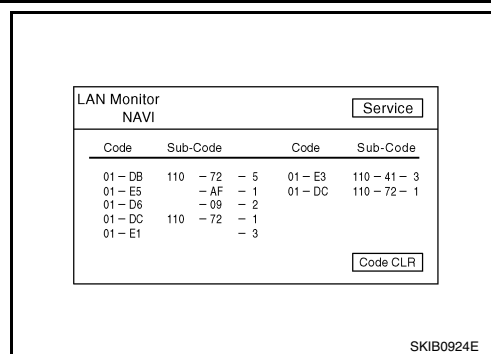 LAN Monitor
NAVI
Service
Code Sub-Code Code Sub-Code
01 – DB 110 – 72 – 5 01 – E3 110 – 41 – 3
01 – E5 – AF – 1 01 – DC 110 – 72 – 1
01 – D6 – 09 – 2
01 – DC 110 – 72 – 1
01 – E1 – 3
Code CLR
SKIB0924E